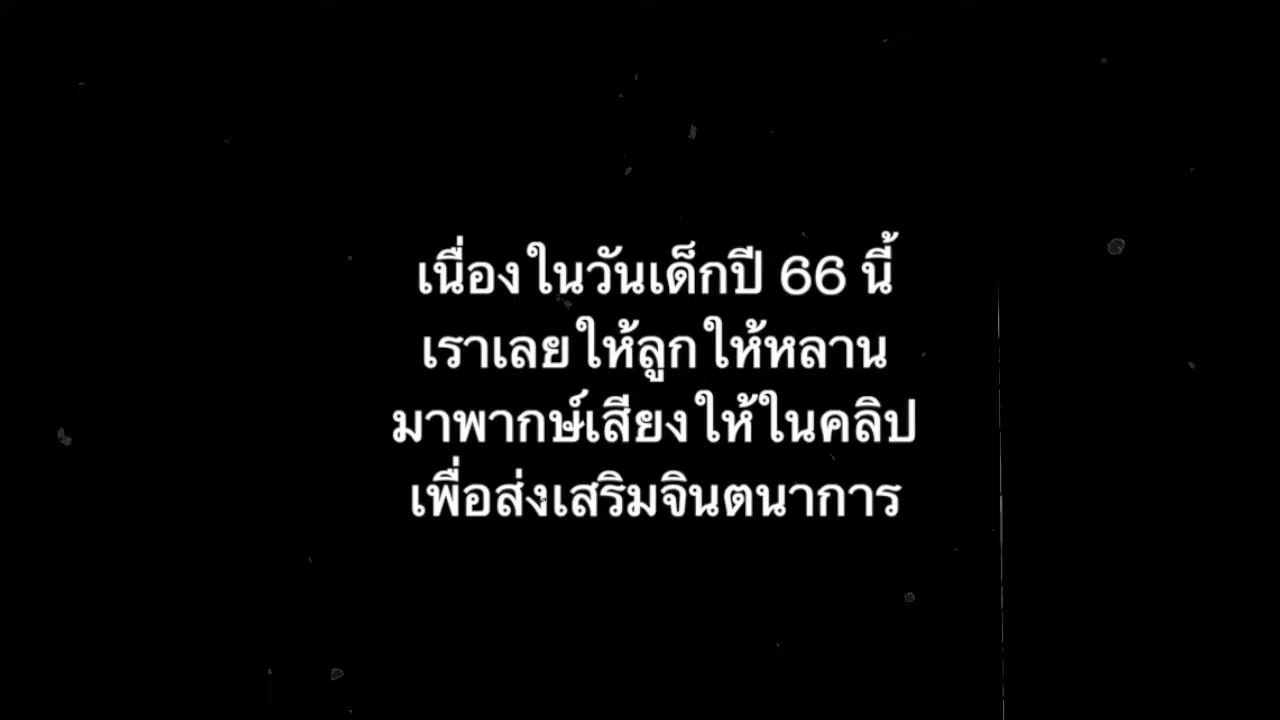 เนื่องในวันเด็กปี 66 นี้
เราเลยให้ลูกให้หลาน
มาพากษ์เสียงให้ในคลิป
เพื่อส่งเสริมจินตนาการ